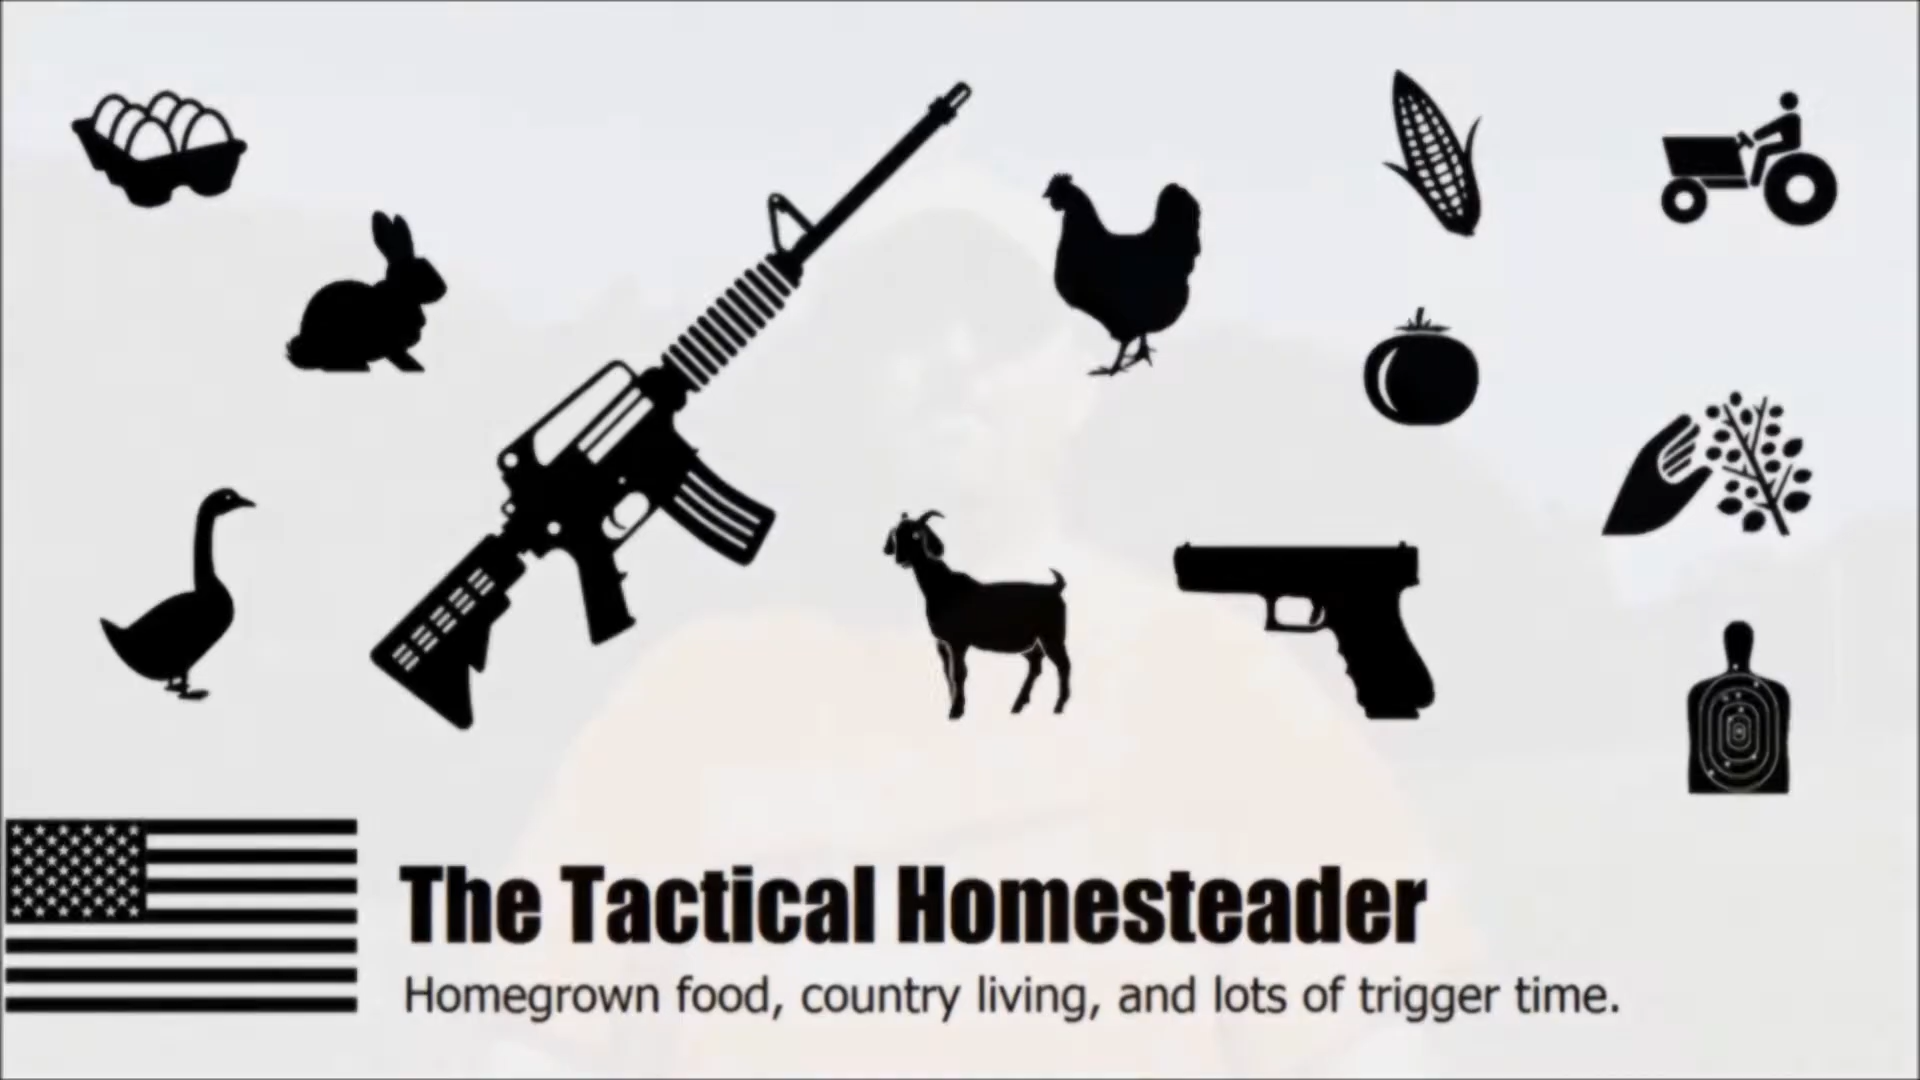 The Tactical Homesteader
Homegrown food, country living, and lots of trigger time.